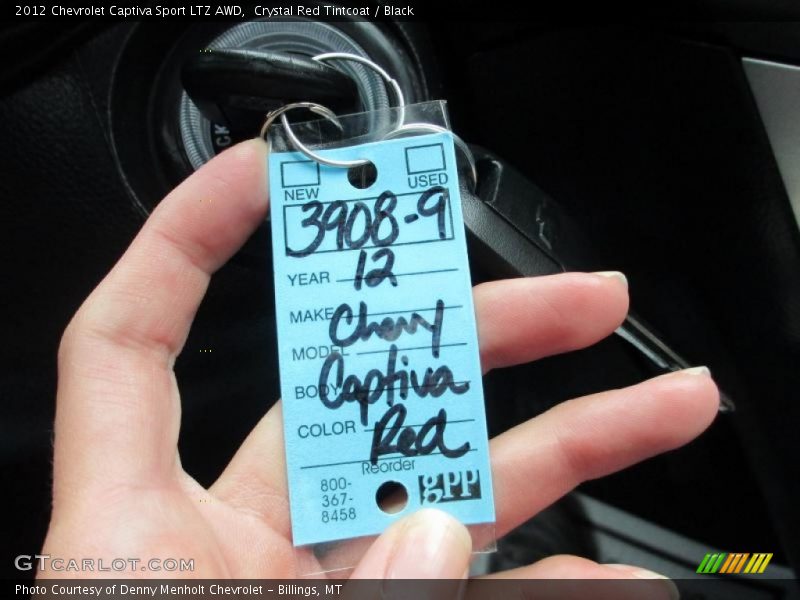 2012 Chevrolet Captiva Sport LTZ AWD,  Crystal Red Tintcoat / Black
CK
NEW USED
3908-9
YEAR 12
MAKE Chevy
MODEL
BODY Captiva
COLOR Red
Reorder
800-
367-
8458
gpp
GTCARLOT.COM
Photo Courtesy of Denny Menholt Chevrolet – Billings, MT